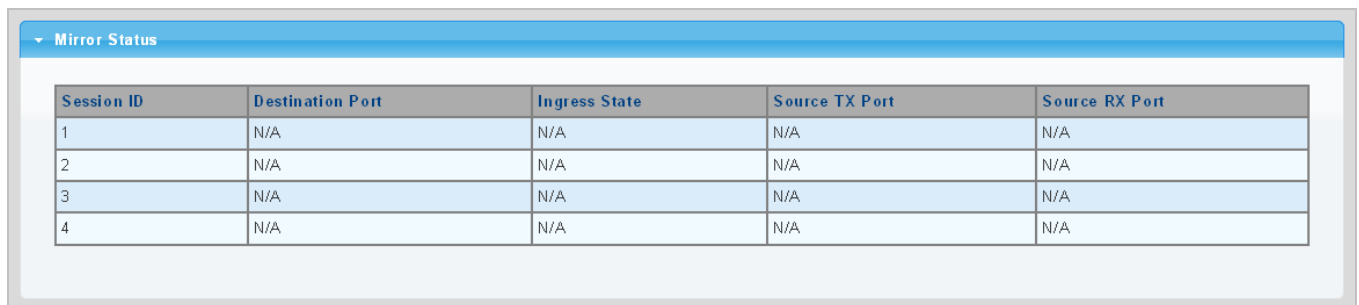 Mirror Status
Session ID Destination Port Ingress State Source TX Port Source RX Port
1 N/A N/A N/A N/A
2 N/A N/A N/A N/A
3 N/A N/A N/A N/A
4 N/A N/A N/A N/A